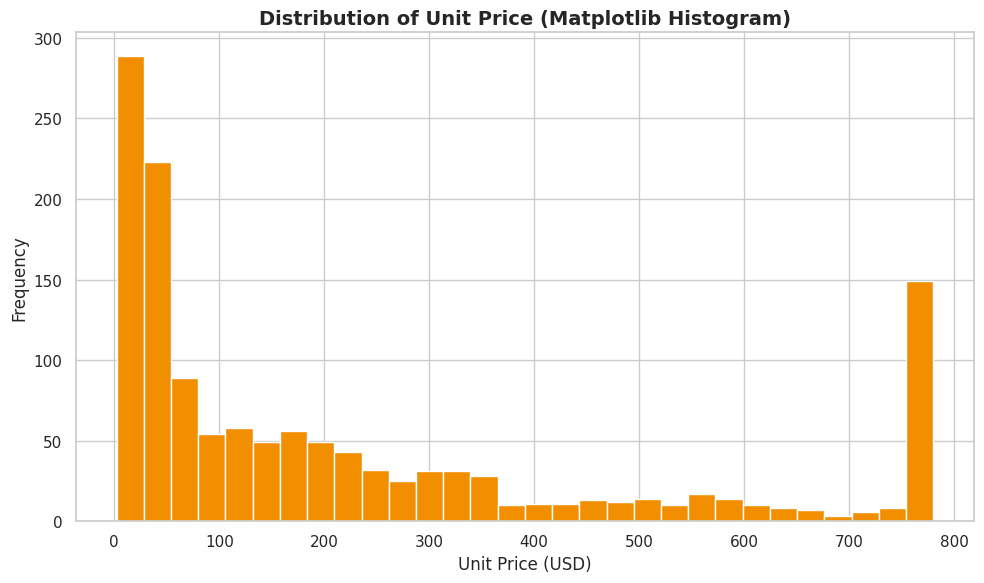 Distribution of Unit Price (Matplotlib Histogram)
300
250
200
150
100
50
0
Frequency
0 100 200 300 400 500 600 700 800
Unit Price (USD)